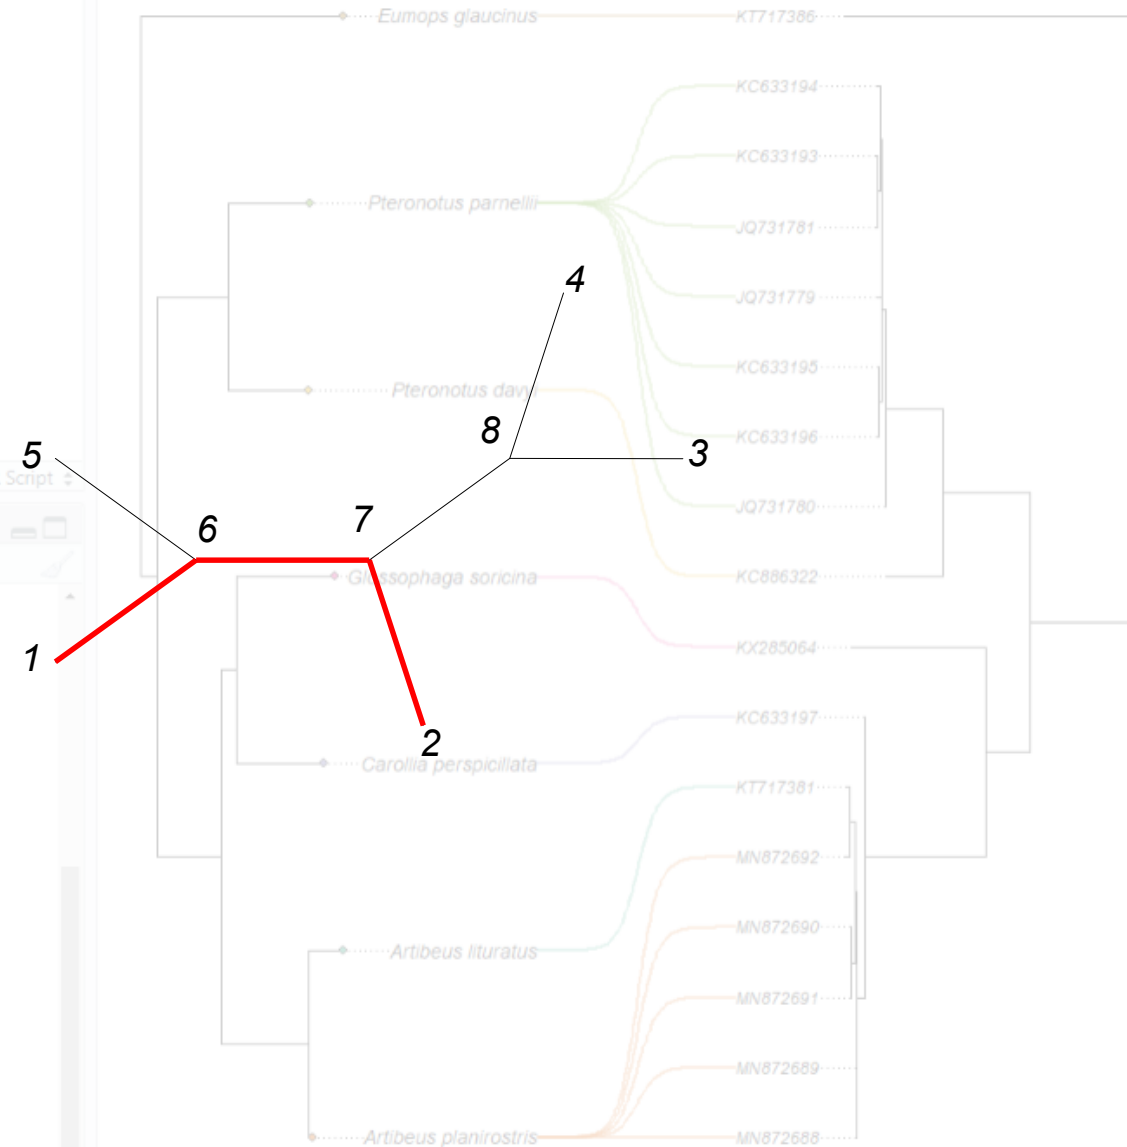 Eumops glaucinus KT717386
KC633194
KC633193
Pteronotus parnellii
JQ731781
4
JQ731779
KC633195
Pteronotus davyi
8
KC633196
5
3
Script
JQ731780
6
7
Glossophaga soricina KC886322
KX285064
1
KC633197
2
Carollia perspicillata
KT717381
MN872692
MN872690
Artibeus lituratus
MN872691
MN872689
Artibeus planirostris MN872688